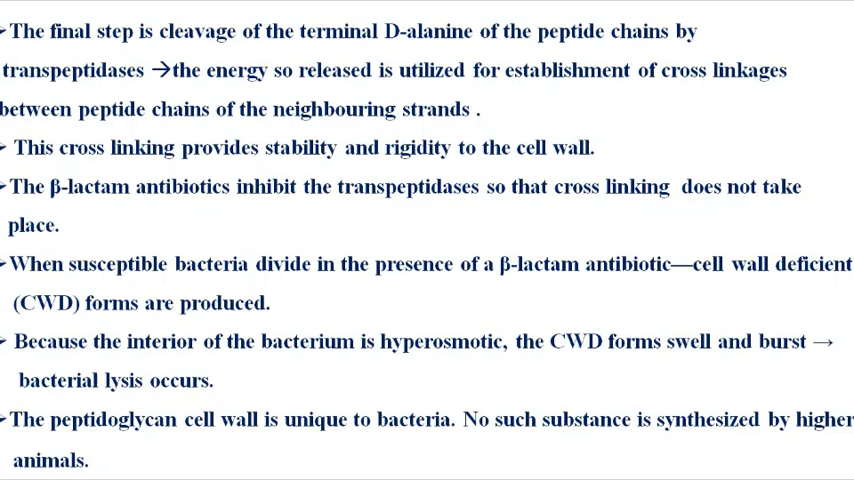 ➢The final step is cleavage of the terminal D-alanine of the peptide chains by
transpeptidases →the energy so released is utilized for establishment of cross linkages
between peptide chains of the neighbouring strands .
➢ This cross linking provides stability and rigidity to the cell wall.
➢The β-lactam antibiotics inhibit the transpeptidases so that cross linking does not take
place.
➢When susceptible bacteria divide in the presence of a β-lactam antibiotic—cell wall deficient
(CWD) forms are produced.
➢ Because the interior of the bacterium is hyperosmotic, the CWD forms swell and burst →
bacterial lysis occurs.
➢The peptidoglycan cell wall is unique to bacteria. No such substance is synthesized by higher
animals.